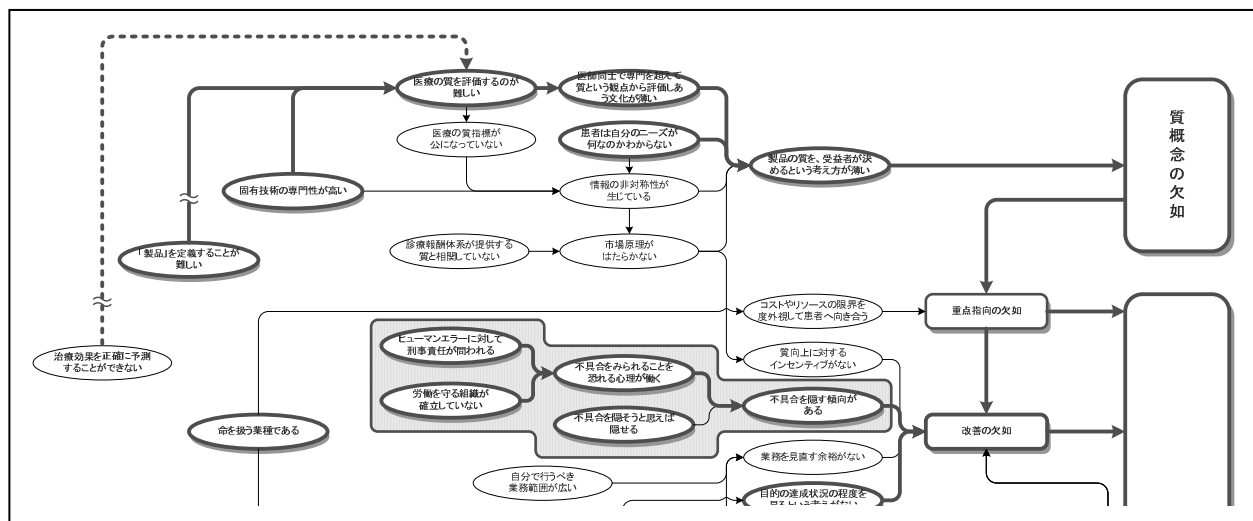 医療の質を評価するのが
難しい
医師同士で専門を超えて
質という観点から評価しあ
う文化が薄い
質概念の欠如
医療の質指標が
公になっていない
患者は自分のニーズが
何なのかわからない
製品の質を、受益者が決
めるという考え方が薄い
固有技術の専門性が高い
情報の非対称性が
生じている
「製品」を定義することが
難しい
診療報酬体系が提供する
質と相関していない
市場原理が
はたらかない
コストやリソースの限界を
度外視して患者へ向き合う
重点指向の欠如
治療効果を正確に予測
することができない
ヒューマンエラーに対して
刑事責任が問われる
不具合をみられることを
恐れる心理が働く
質向上に対する
インセンティブがない
労働を守る組織が
確立していない
不具合を隠そうと思えば
隠せる
不具合を隠す傾向が
ある
命を扱う業種である
改善の欠如
業務を見直す余裕がない
自分で行うべき
業務範囲が広い
目的の達成状況の程度を
見るという考えがない